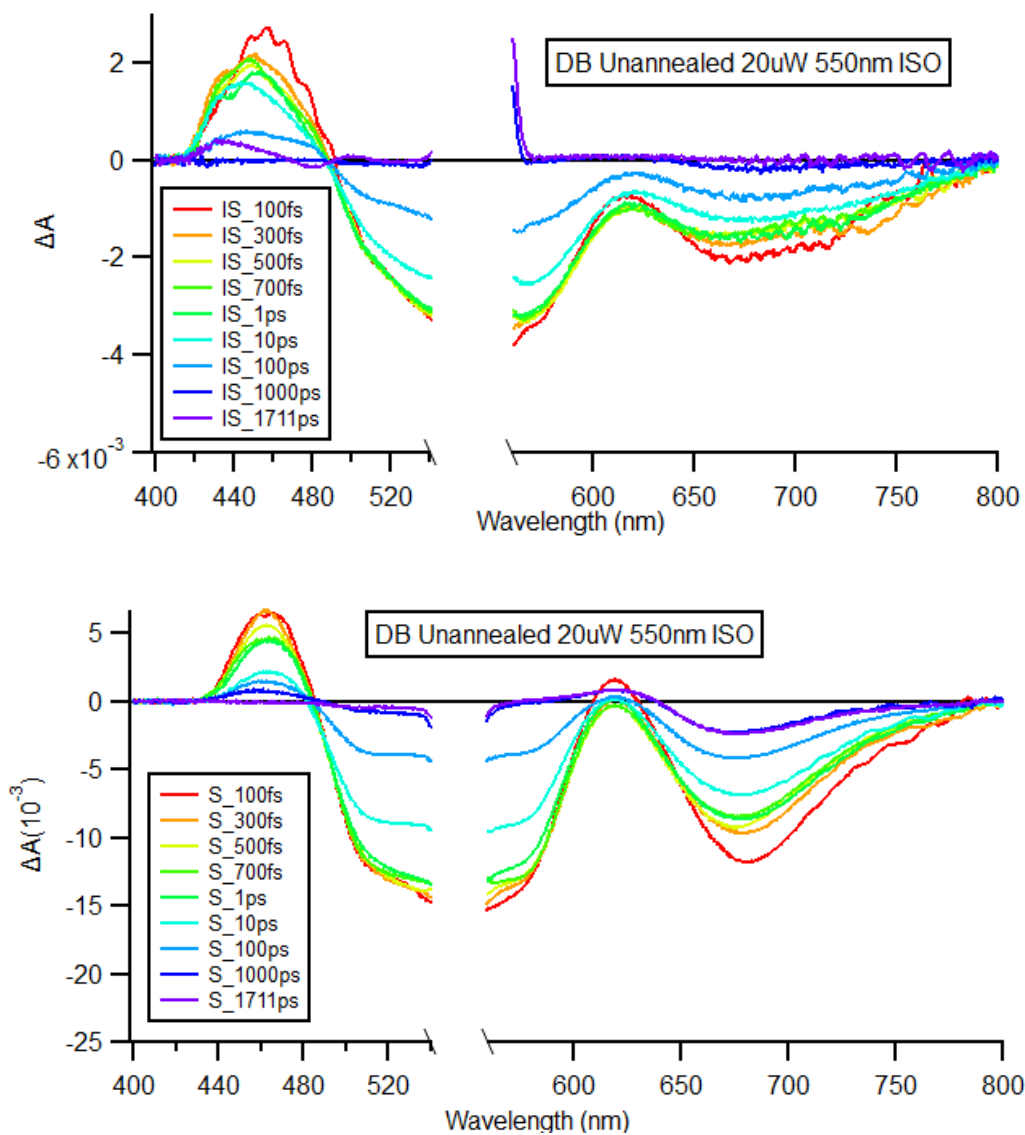 2
0
-2
-4
-6 x10⁻³
ΔA
DB Unannealed 20uW 550nm ISO
IS_100fs
IS_300fs
IS_500fs
IS_700fs
IS_1ps
IS_10ps
IS_100ps
IS_1000ps
IS_1711ps
400 440 480 520 600 650 700 750 800
Wavelength (nm)
5
0
-5
-10
-15
-20
-25
ΔA(10⁻³)
DB Unannealed 20uW 550nm ISO
S_100fs
S_300fs
S_500fs
S_700fs
S_1ps
S_10ps
S_100ps
S_1000ps
S_1711ps
400 440 480 520 600 650 700 750 800
Wavelength (nm)